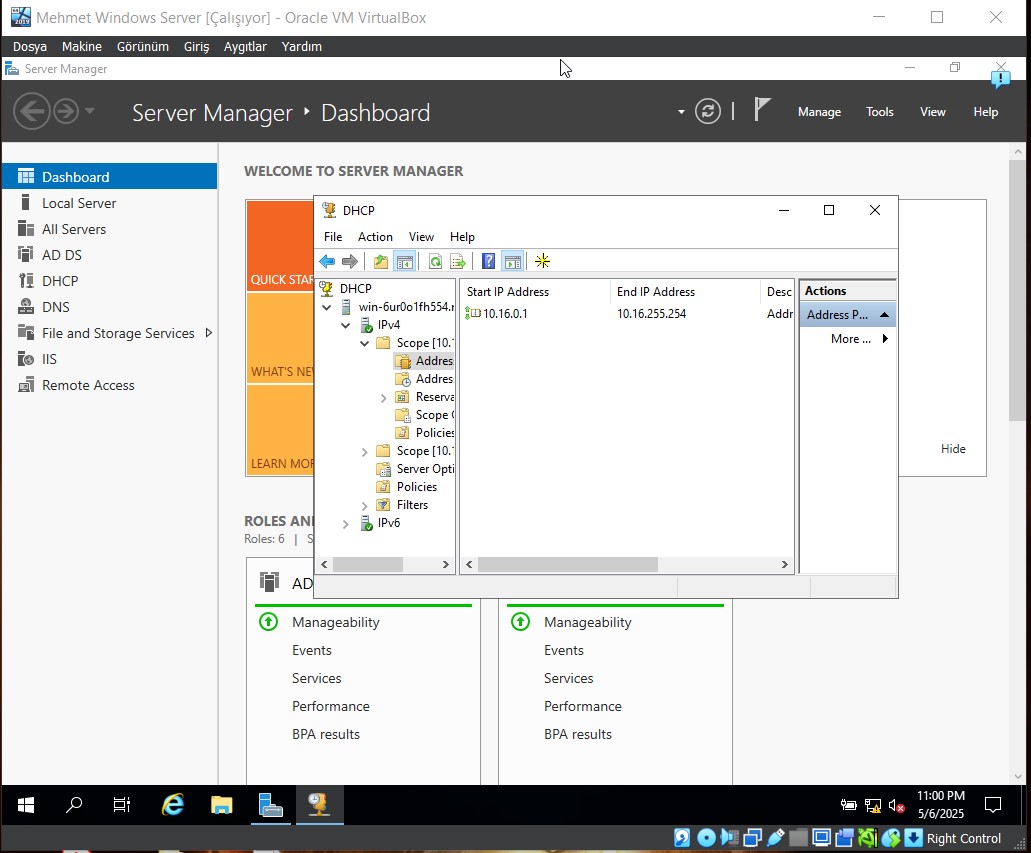 Mehmet Windows Server [Çalışıyor] - Oracle VM VirtualBox
Dosya Makine Görünüm Giriş Aygıtlar Yardım
Server Manager
Server Manager Dashboard
Manage Tools View Help
Dashboard
Local Server
All Servers
AD DS
DHCP
DNS
File and Storage Services
IIS
Remote Access
WELCOME TO SERVER MANAGER
QUICK STAR
WHAT'S NE
LEARN MOR
Hide
DHCP
File Action View Help
DHCP
win-6ur0o1fh554.
IPv4
Scope [10.
Addres
Addres
Reserva
Scope
Policies
Scope [10.
Server Opti
Policies
Filters
IPv6
Start IP Address End IP Address Desc
10.16.0.1 10.16.255.254 Addr
Actions
Address P...
More ...
ROLES AN
Roles: 6 | S
AD
Manageability
Events
Services
Performance
BPA results
Manageability
Events
Services
Performance
BPA results
11:00 PM
5/6/2025
Right Control